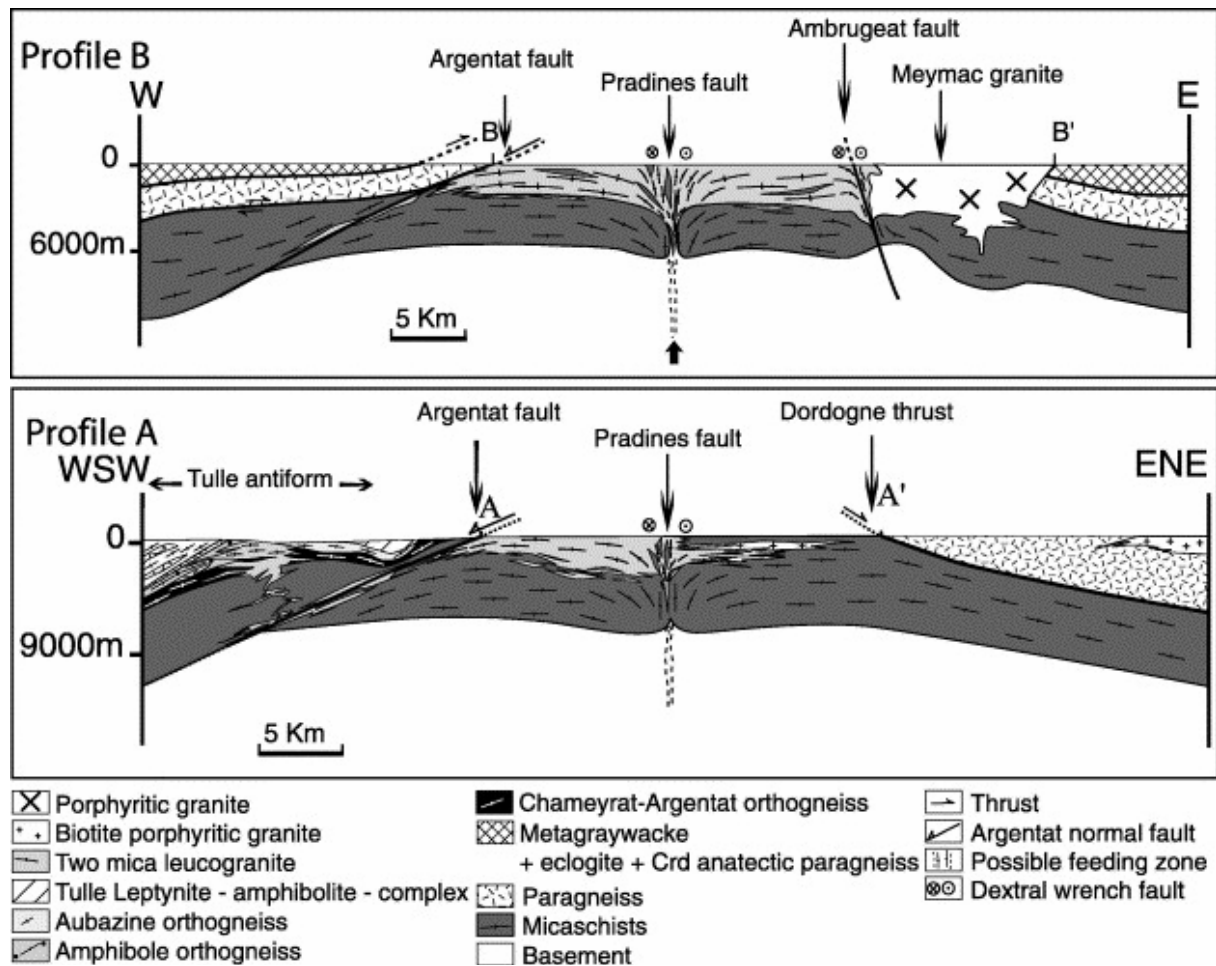 Profile B
W
Argentat fault
Pradines fault
Ambrugeat fault
Meymac granite
E
B
B'
0
6000m
5 Km
Profile A
WSW
Tulle antiform
Argentat fault
Pradines fault
Dordogne thrust
ENE
A
A'
0
9000m
5 Km
Porphyritic granite
Biotite porphyritic granite
Two mica leucogranite
Tulle Leptynite - amphibolite - complex
Aubazine orthogneiss
Amphibole orthogneiss
Chameyrat-Argentat orthogneiss
Metagraywacke
+ eclogite + Crd anatectic paragneiss
Paragneiss
Micaschists
Basement
Thrust
Argentat normal fault
Possible feeding zone
Dextral wrench fault